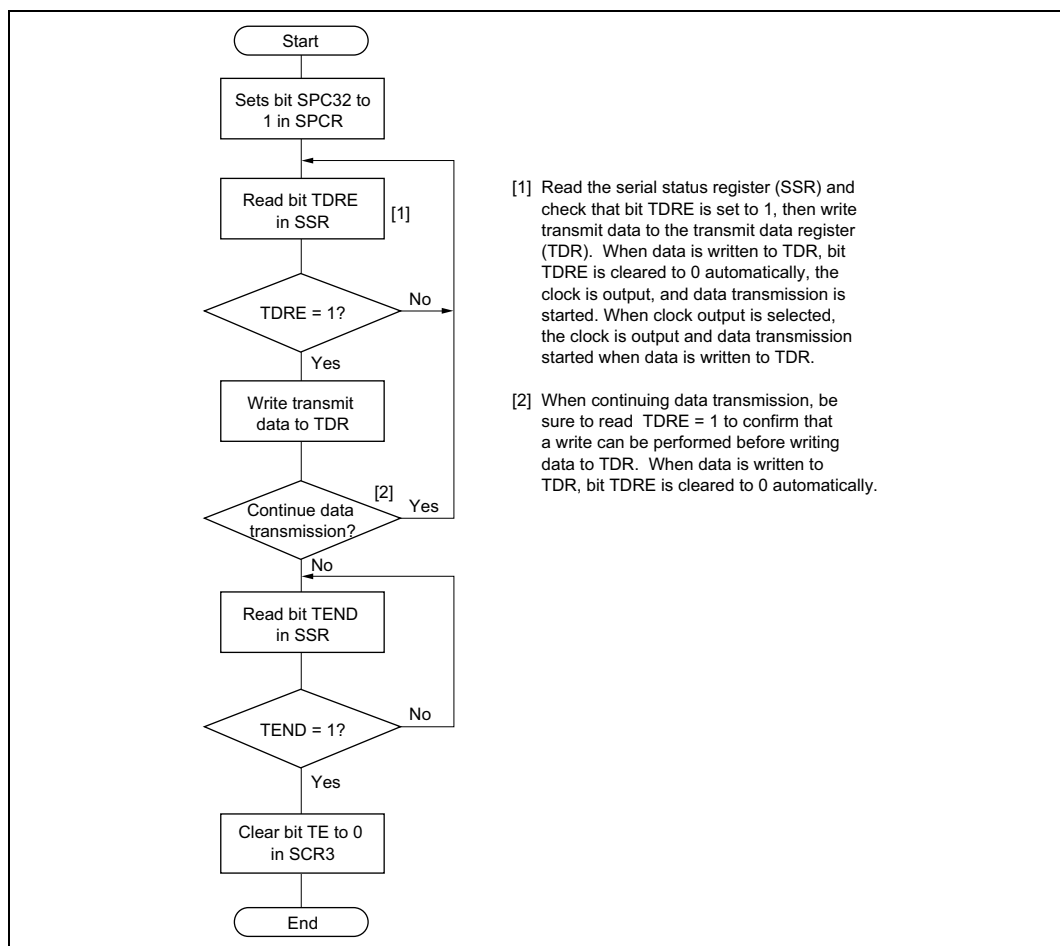 Start
Sets bit SPC32 to
1 in SPCR
Read bit TDRE
in SSR
[1]
TDRE = 1?
No
Yes
Write transmit
data to TDR
[2]
Continue data
transmission?
Yes
No
Read bit TEND
in SSR
TEND = 1?
No
Yes
Clear bit TE to 0
in SCR3
End
[1] Read the serial status register (SSR) and
check that bit TDRE is set to 1, then write
transmit data to the transmit data register
(TDR).  When data is written to TDR, bit
TDRE is cleared to 0 automatically, the
clock is output, and data transmission is
started. When clock output is selected,
the clock is output and data transmission
started when data is written to TDR.
[2] When continuing data transmission, be
sure to read  TDRE = 1 to confirm that
a write can be performed before writing
data to TDR.  When data is written to
TDR, bit TDRE is cleared to 0 automatically.